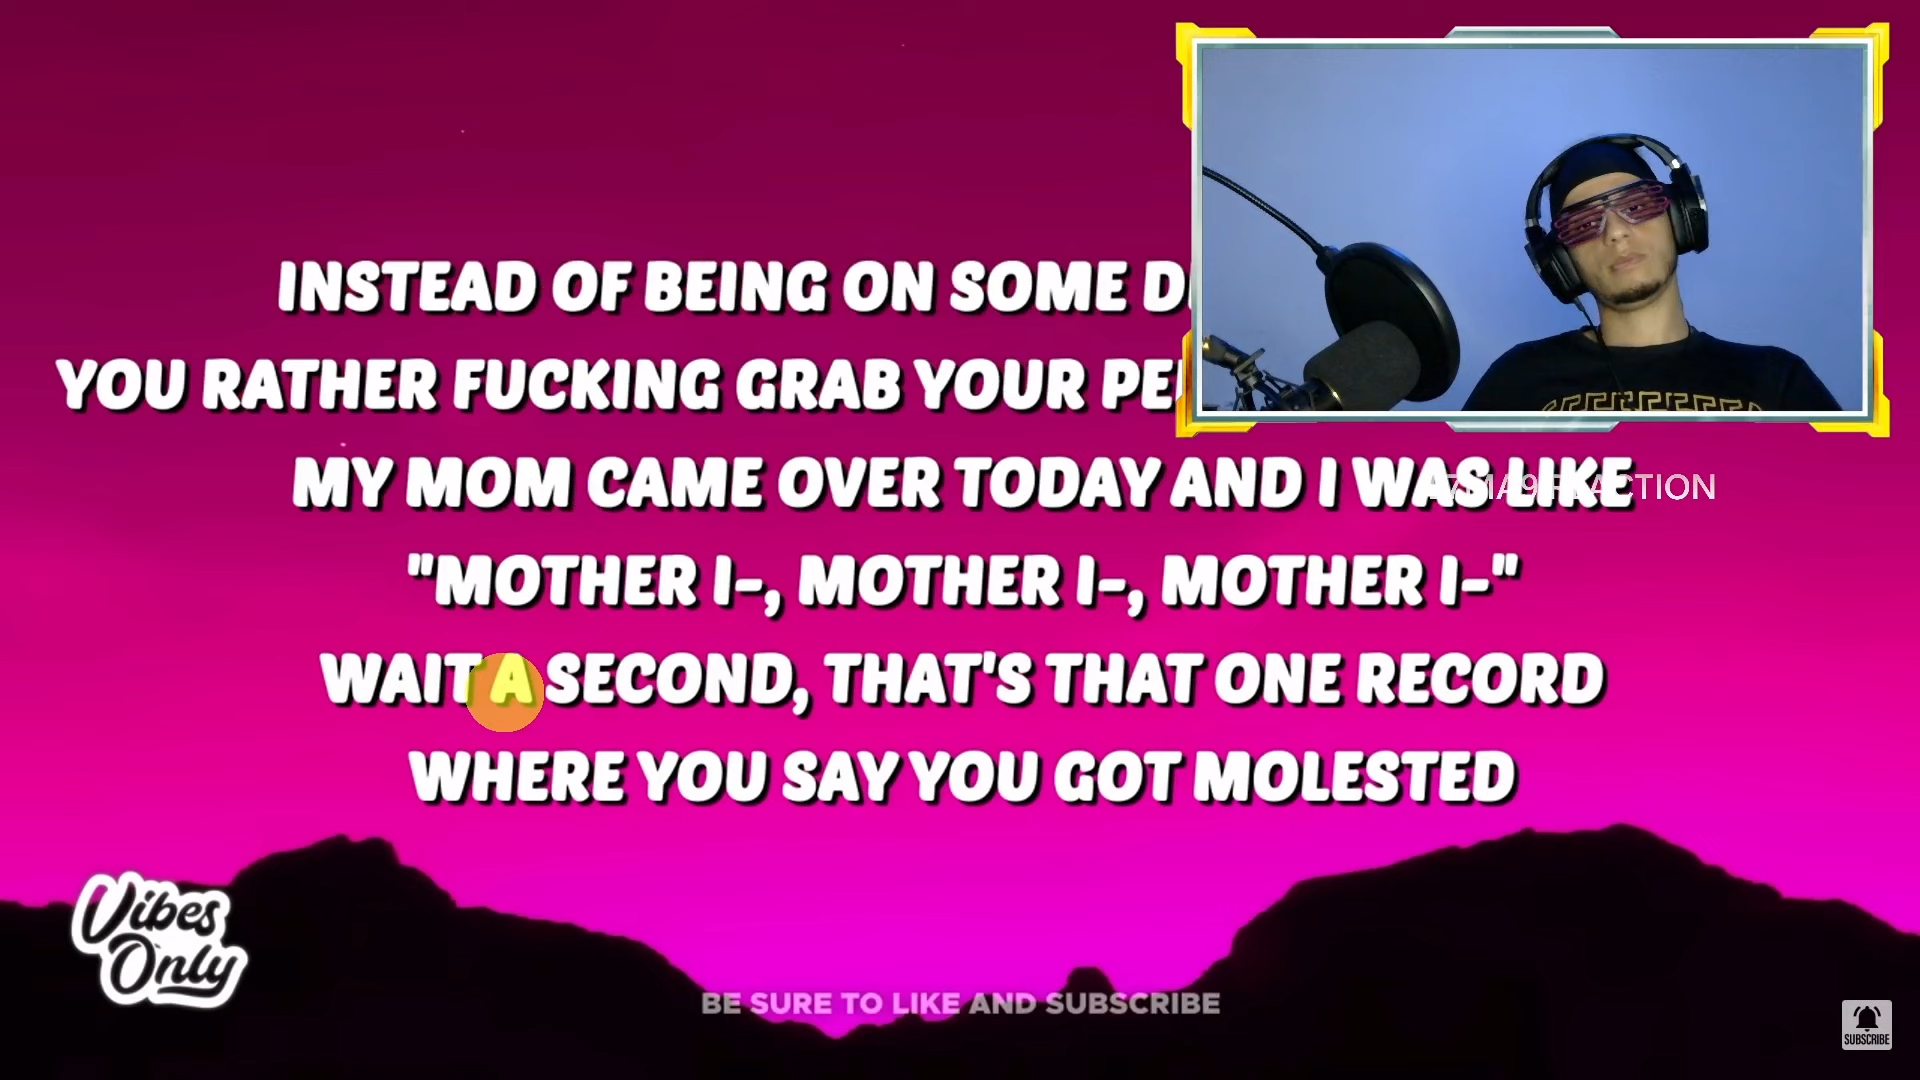 INSTEAD OF BEING ON SOME
YOU RATHER FUCKING GRAB YOUR
MY MOM CAME OVER TODAY AND I WAS LIKE
REACTION
"MOTHER I-, MOTHER I-, MOTHER I-"
WAIT A SECOND, THAT'S THAT ONE RECORD
WHERE YOU SAY YOU GOT MOLESTED
Vibes
Only
BE SURE TO LIKE AND SUBSCRIBE
SUBSCRIBE